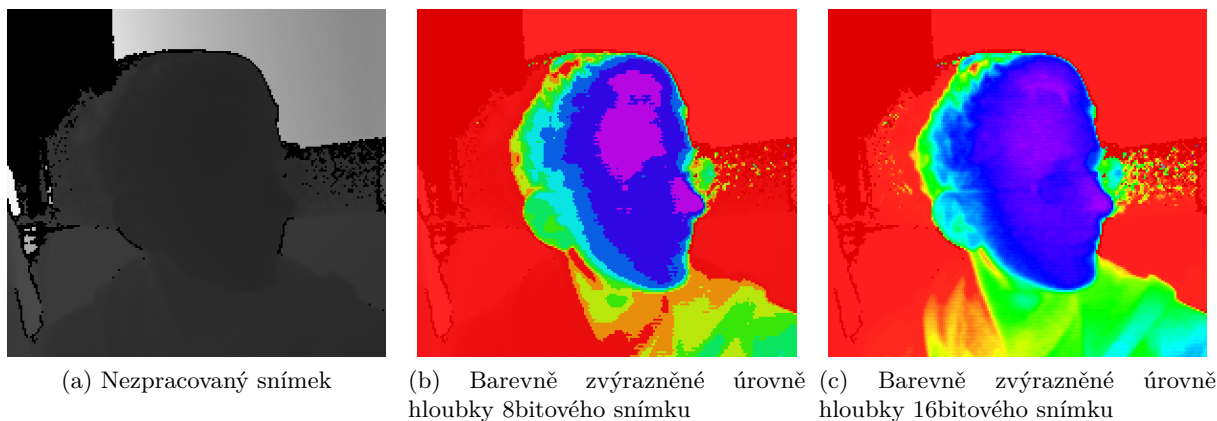 (a) Nezpracovaný snímek
(b) Barevně zvýrazněné úrovně
hloubky 8bitového snímku
(c) Barevně zvýrazněné úrovně
hloubky 16bitového snímku